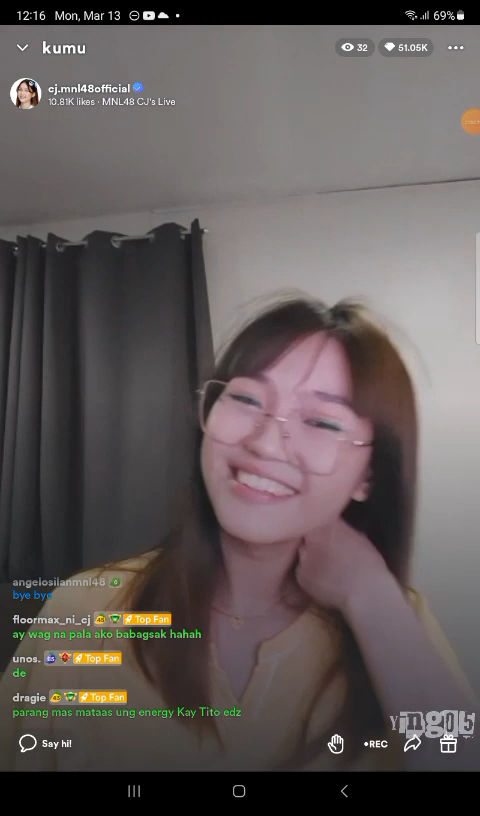 12:16 Mon, Mar 13 69%
kumu 32 51.05K
cj.mnl48official
10.81K likes · MNL48 CJ's Live
angelosilanmnl48 6
bye bye
floormax_ni_cj Top Fan
ay wag na pala ako babagsak hahah
unos. Top Fan
de
dragie Top Fan
parang mas mataas ung energy Kay Tito edz
Say hi! •REC